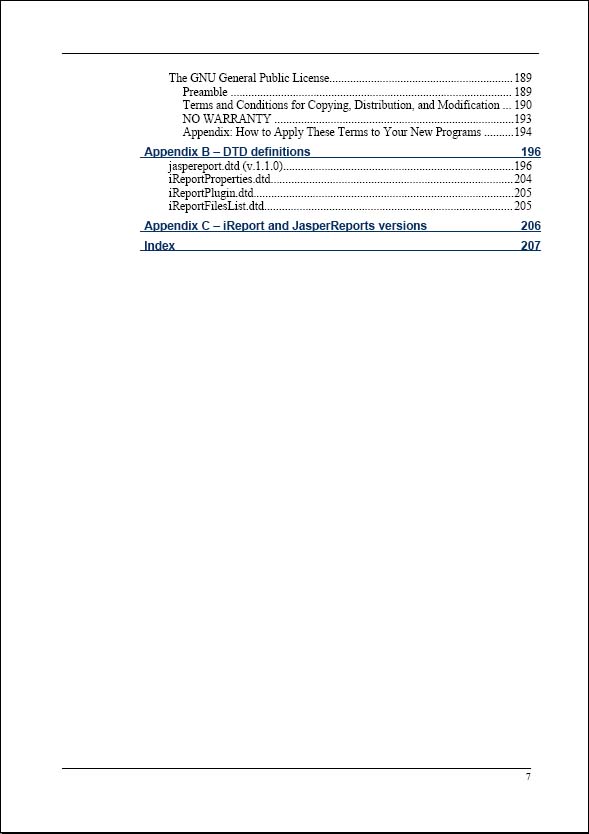 The GNU General Public License............................................................... 189
Preamble ................................................................................................ 189
Terms and Conditions for Copying, Distribution, and Modification ... 190
NO WARRANTY ..................................................................................193
Appendix: How to Apply These Terms to Your New Programs ..........194
Appendix B – DTD definitions 196
jaspereport.dtd (v.1.1.0)...............................................................................196
iReportProperties.dtd...................................................................................204
iReportPlugin.dtd.........................................................................................205
iReportFilesList.dtd.....................................................................................205
Appendix C – iReport and JasperReports versions 206
Index 207
7